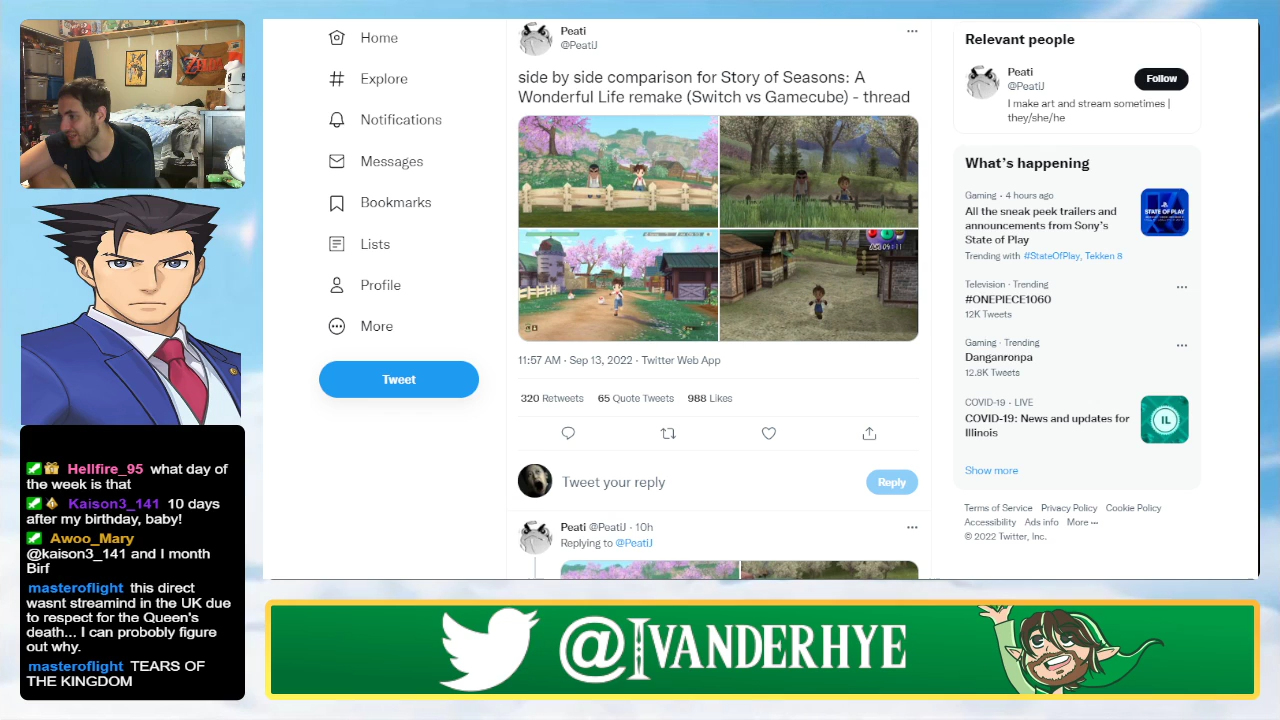 ZELDA
Hellfire_95 what day of
the week is that
Kaison3_141 10 days
after my birthday, baby!
Awoo_Mary
@kaison3_141 and I month
Birf
masteroflight this
direct
wasnt streamind in the UK due
to respect for the Queen's
death... I can probobly figure
out why.
masteroflight TEARS OF
THE KINGDOM
Home
Explore
Notifications
Messages
Bookmarks
Lists
Profile
More
Tweet
Peati
@PeatiJ
side by side comparison for Story of Seasons: A
Wonderful Life remake (Switch vs Gamecube) - thread
11:57 AM · Sep 13, 2022 · Twitter Web App
320 Retweets 65 Quote Tweets 988 Likes
Tweet your reply
Reply
Peati @PeatiJ · 10h
Replying to @PeatiJ
Relevant people
Peati
@PeatiJ
Follow
I make art and stream sometimes |
they/she/he
What's happening
Gaming · 4 hours ago
All the sneak peek trailers and
announcements from Sony's
State of Play
STATE OF PLAY
Trending with #StateOfPlay, Tekken 8
Television · Trending
#ONEPIECE1060
12K Tweets
Gaming · Trending
Danganronpa
12.8K Tweets
COVID-19 · LIVE
COVID-19: News and updates for
Illinois
IL
Show more
Terms of Service Privacy Policy Cookie Policy
Accessibility Ads info More ···
© 2022 Twitter, Inc.
@IVANDERHYE